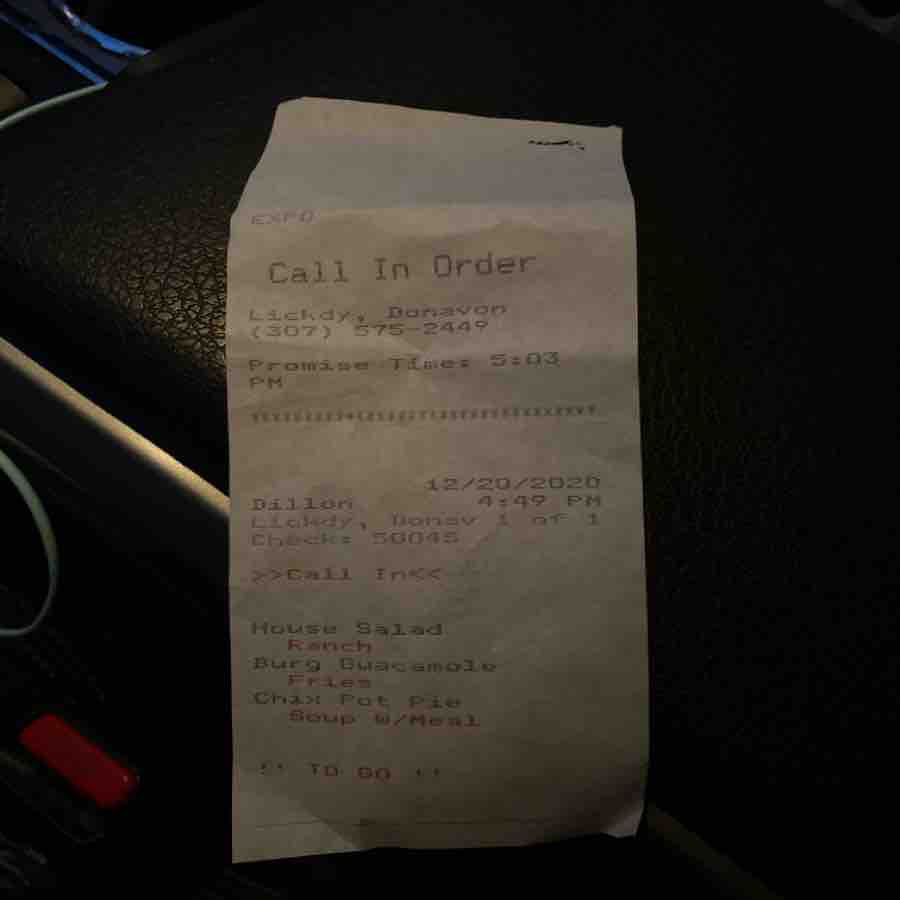 EXPO
Call In Order
Lickdy, Donavon
(307) 575-2449
Promise Time: 5:03
PM
12/20/2020
Dillon 4:49 PM
Lickdy, Donav 1 of 1
Check: 50045
>>Call In<<
House Salad
Ranch
Burg Gwacamole
Fries
Chix Pot Pie
Soup W/Meal
!! TO GO !!